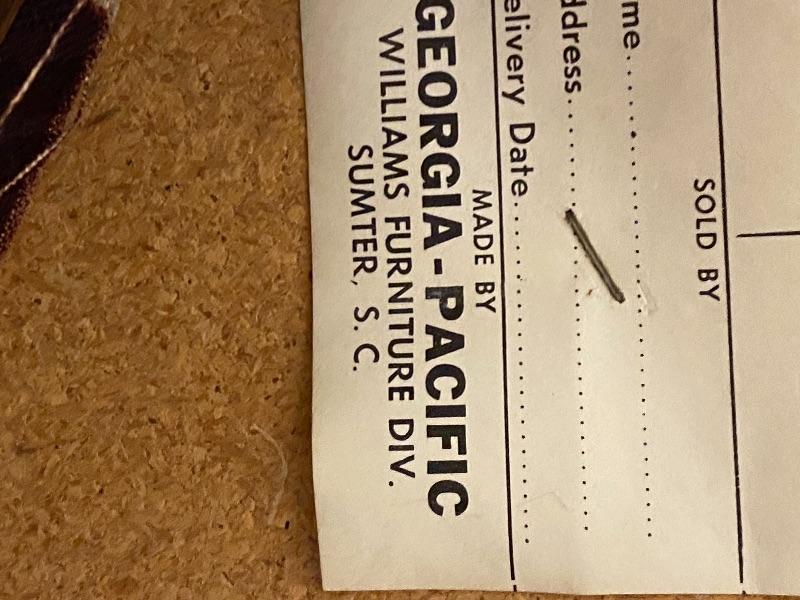 SOLD BY
me
ddress
elivery Date
MADE BY
GEORGIA-PACIFIC
WILLIAMS FURNITURE DIV.
SUMTER, S. C.